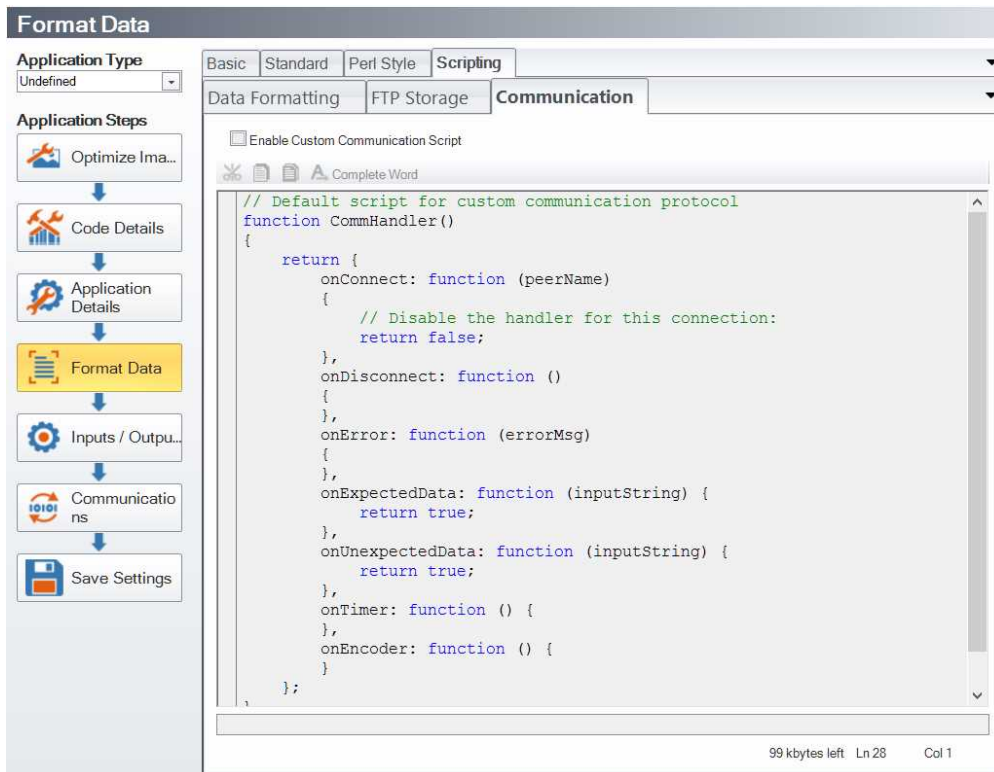 Format Data
Application Type
Undefined
Application Steps
Optimize Ima...
Code Details
Application
Details
Format Data
Inputs / Outpu...
Communicatio
ns
Save Settings
Basic Standard Perl Style Scripting
Data Formatting FTP Storage Communication
Enable Custom Communication Script
Complete Word
// Default script for custom communication protocol
function CommHandler()
{
    return {
        onConnect: function (peerName)
        {
            // Disable the handler for this connection:
            return false;
        },
        onDisconnect: function ()
        {
        },
        onError: function (errorMsg)
        {
        },
        onExpectedData: function (inputString) {
            return true;
        },
        onUnexpectedData: function (inputString) {
            return true;
        },
        onTimer: function () {
        },
        onEncoder: function () {
        }
    };
}
99 kbytes left Ln 28 Col 1